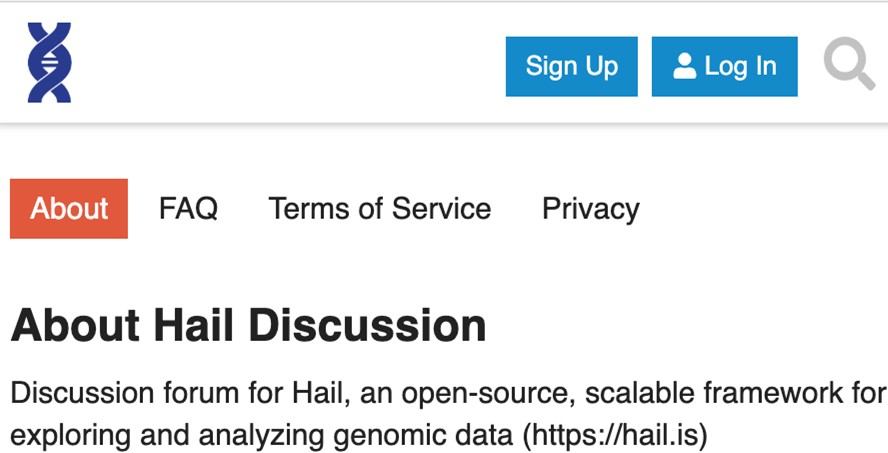 Sign Up Log In
About FAQ Terms of Service Privacy
About Hail Discussion
Discussion forum for Hail, an open-source, scalable framework for
exploring and analyzing genomic data (https://hail.is)